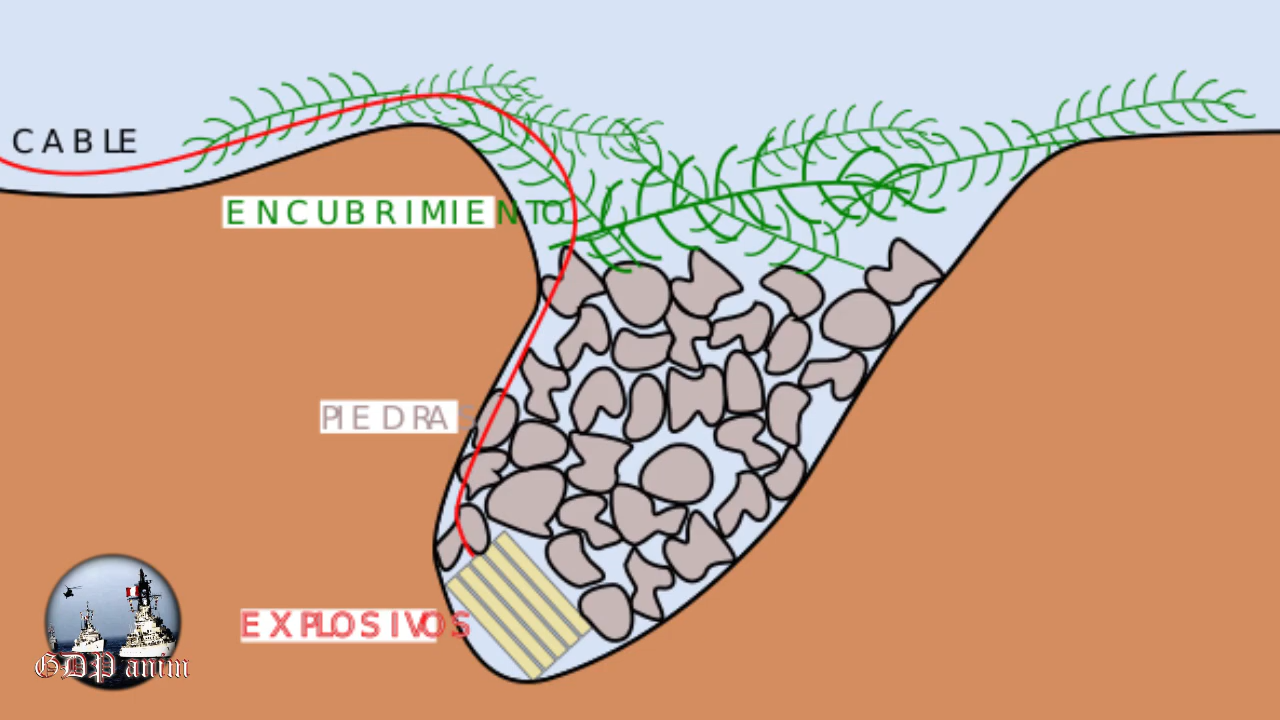 CABLE
ENCUBRIMIENTO
PIEDRAS
EXPLOSIVOS
GDP anim